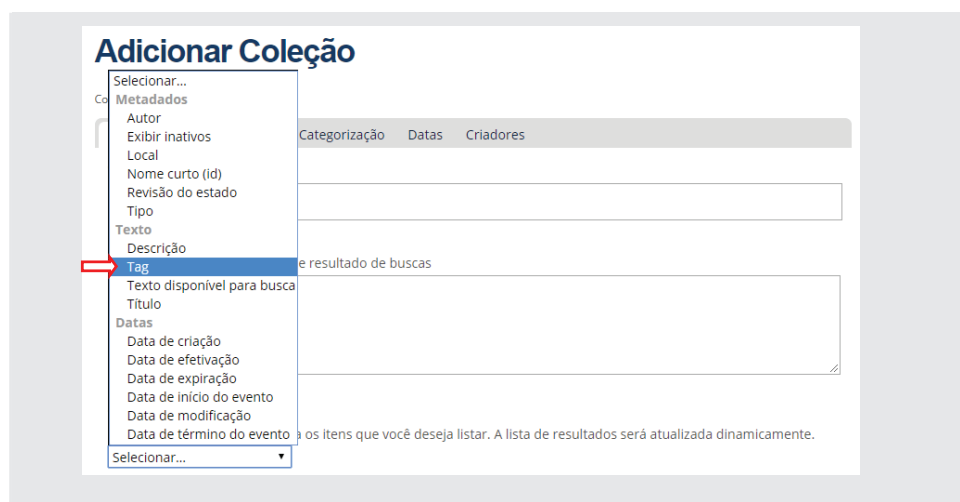 Adicionar Coleção
Selecionar...
Co
Metadados
Autor
Exibir inativos
Local
Nome curto (id)
Revisão do estado
Tipo
Texto
Descrição
Tag
Texto disponível para busca
Título
Datas
Data de criação
Data de efetivação
Data de expiração
Data de início do evento
Data de modificação
Data de término do evento
Categorização Datas Criadores
e resultado de buscas
a os itens que você deseja listar. A lista de resultados será atualizada dinamicamente.
Selecionar...